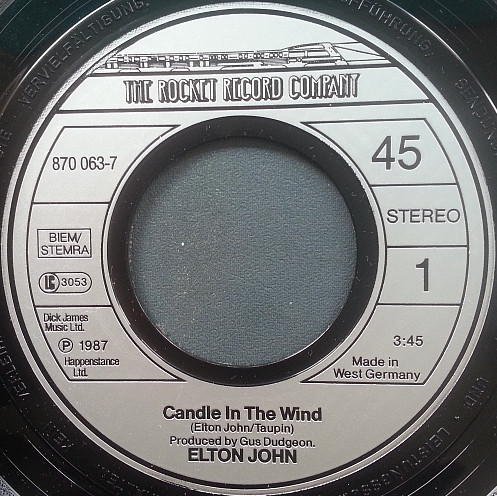 VERVIELFÄLTIGUNG,
THE ROCKET RECORD COMPANY
870 063-7
45
STEREO
BIEM/
STEMRA
1
LC 3053
Dick James
Music Ltd.
℗ 1987
Happenstance
Ltd.
3:45
Made in
West Germany
Candle In The Wind
(Elton John/Taupin)
Produced by Gus Dudgeon.
ELTON JOHN